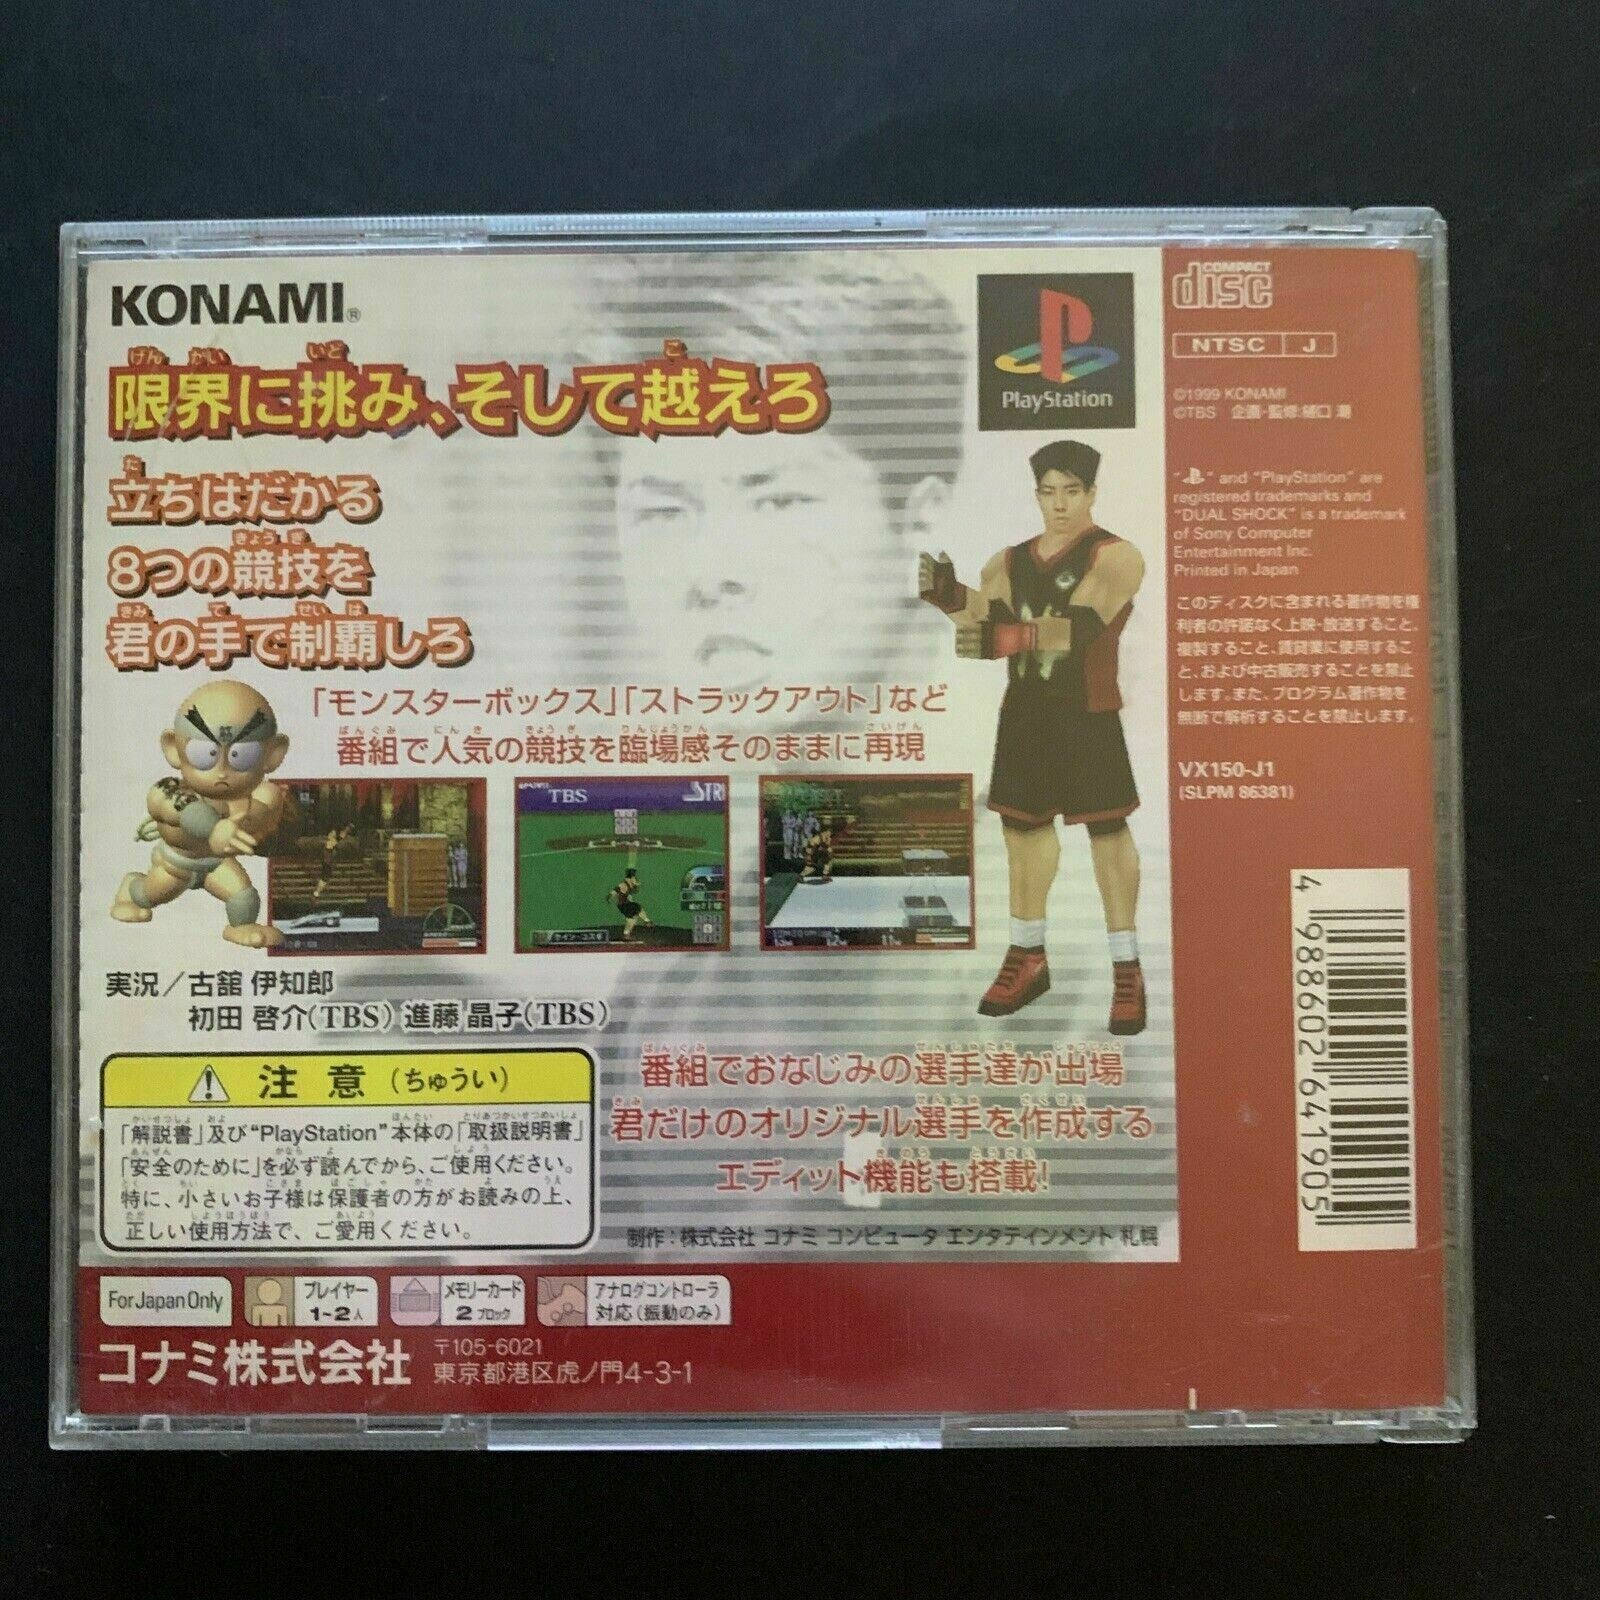 KONAMI®
限界に挑み、そして越えろ
立ちはだかる
8つの競技を
君の手で制覇しろ
「モンスターボックス」「ストラックアウト」など
番組で人気の競技を臨場感そのままに再現
筋
TBS
STR
実況/古舘 伊知郎
初田 啓介(TBS) 進藤 晶子(TBS)
注意(ちゅうい)
「解説書」及び“PlayStation”本体の「取扱説明書」
「安全のために」を必ず読んでから、ご使用ください。
特に、小さいお子様は保護者の方がお読みの上、
正しい使用方法で、ご愛用ください。
番組でおなじみの選手達が出場
君だけのオリジナル選手を作成する
エディット機能も搭載!
制作:株式会社 コナミ コンピュータ エンタテインメント 札幌
For Japan Only
プレイヤー
1~2人
メモリーカード
2ブロック
アナログコントローラ
対応(振動のみ)
コナミ株式会社
〒105-6021
東京都港区虎ノ門4-3-1
PlayStation
COMPACT
disc
NTSC J
©1999 KONAMI
©TBS 企画・監修:樋口 潮
“ ” and “PlayStation” are
registered trademarks and
“DUAL SHOCK” is a trademark
of Sony Computer
Entertainment Inc.
Printed in Japan
このディスクに含まれる著作物を権
利者の許諾なく上映・放送すること、
複製すること、賃貸業に使用するこ
と、および中古販売することを禁止
します。また、プログラム著作物を
無断で解析することを禁止します。
VX150-J1
(SLPM 86381)
4 988602 641905